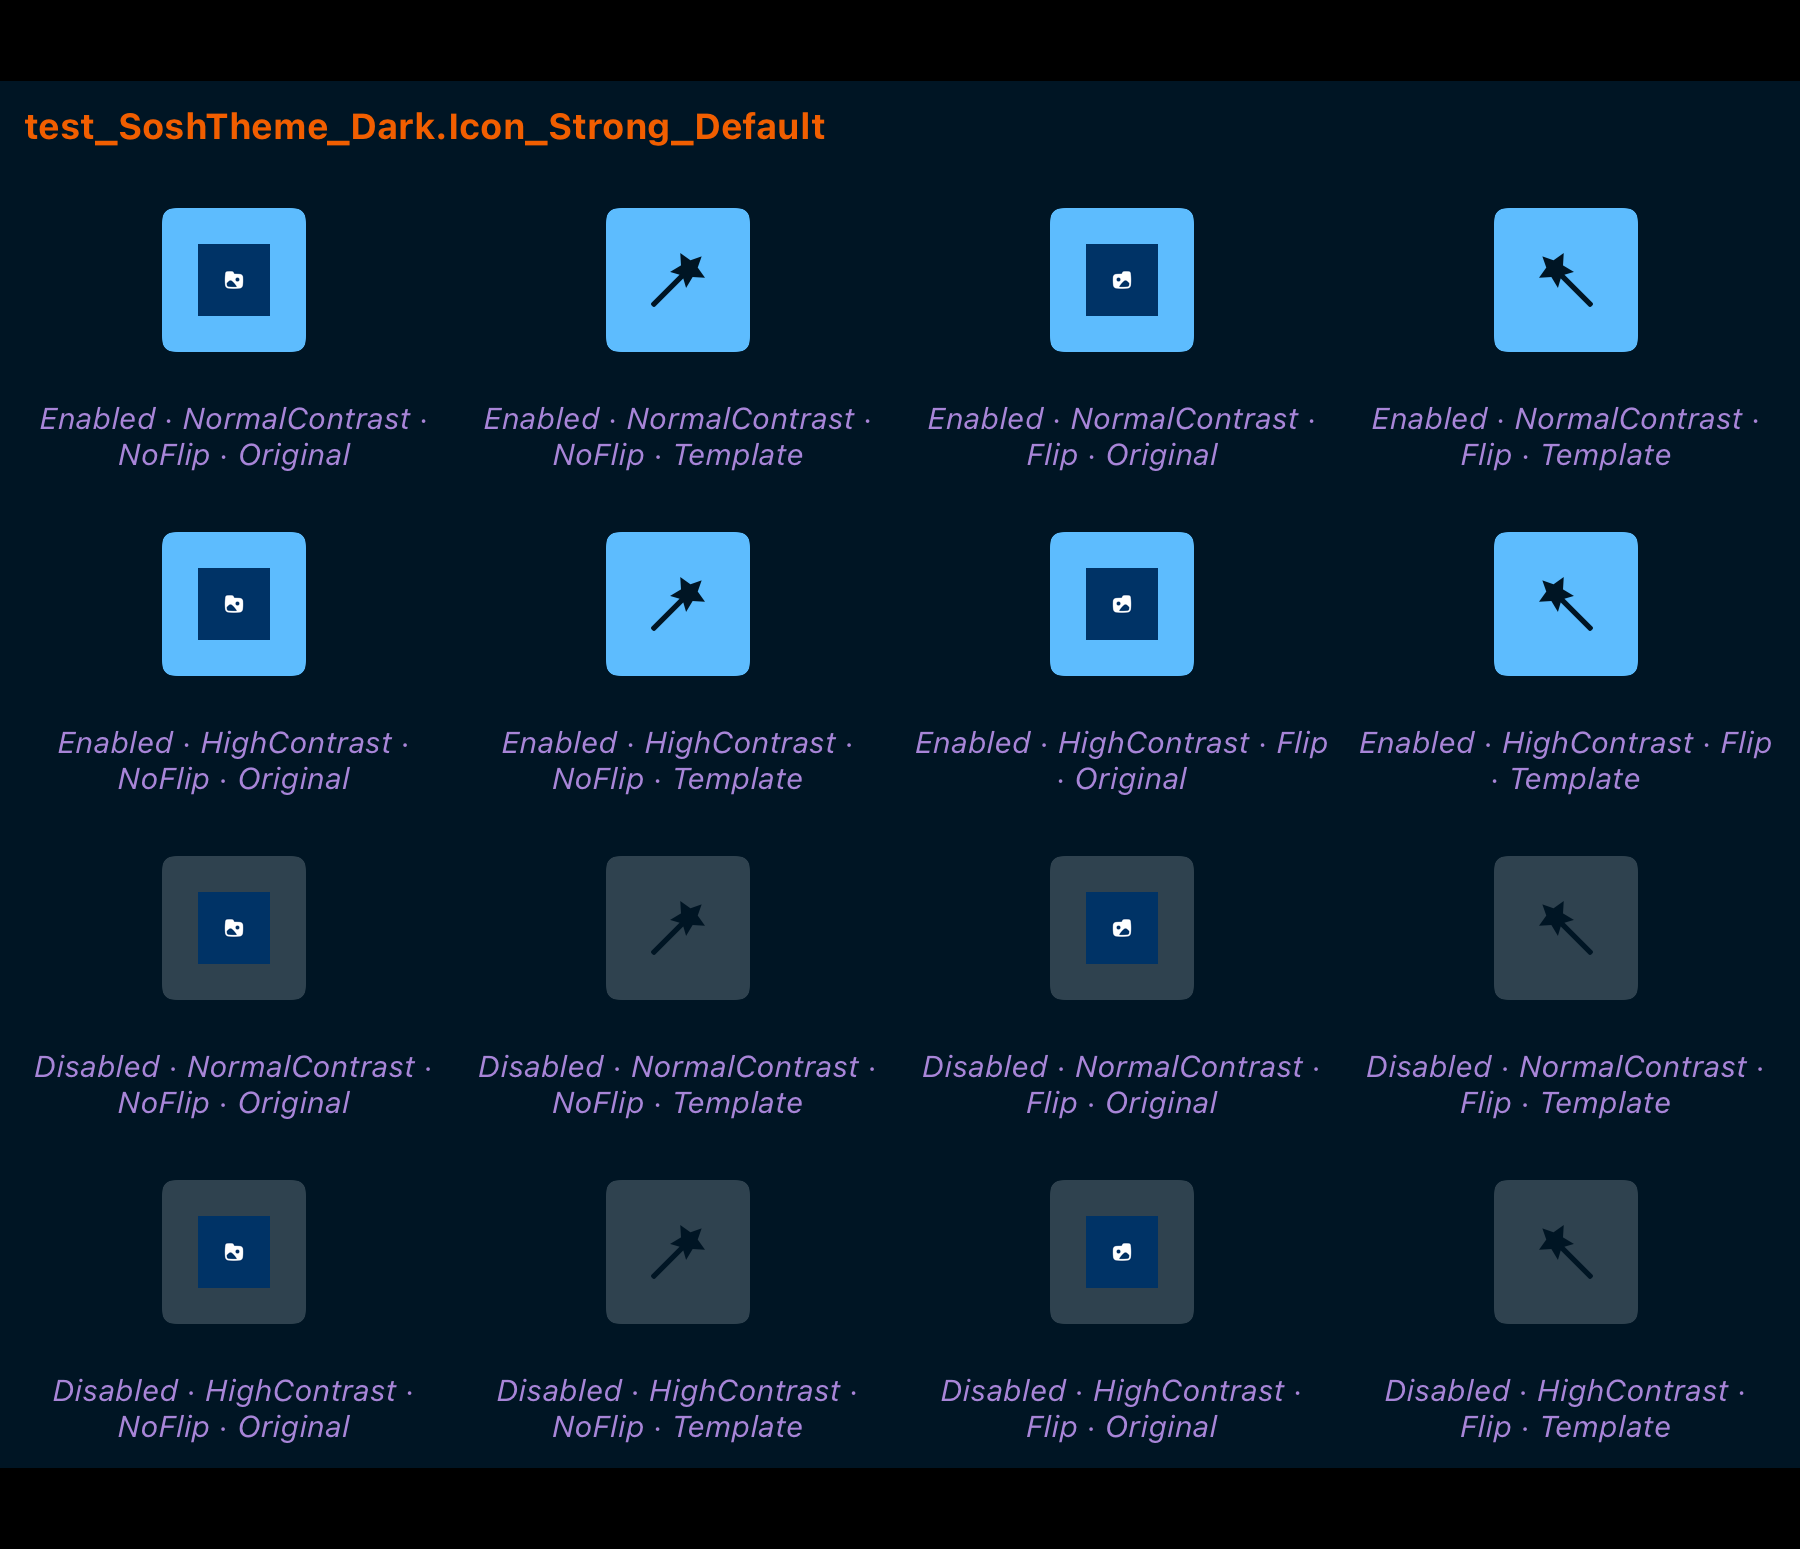 test_SoshTheme_Dark.Icon_Strong_Default
Enabled · NormalContrast ·
NoFlip · Original
Enabled · NormalContrast ·
NoFlip · Template
Enabled · NormalContrast ·
Flip · Original
Enabled · NormalContrast ·
Flip · Template
Enabled · HighContrast ·
NoFlip · Original
Enabled · HighContrast ·
NoFlip · Template
Enabled · HighContrast · Flip
· Original
Enabled · HighContrast · Flip
· Template
Disabled · NormalContrast ·
NoFlip · Original
Disabled · NormalContrast ·
NoFlip · Template
Disabled · NormalContrast ·
Flip · Original
Disabled · NormalContrast ·
Flip · Template
Disabled · HighContrast ·
NoFlip · Original
Disabled · HighContrast ·
NoFlip · Template
Disabled · HighContrast ·
Flip · Original
Disabled · HighContrast ·
Flip · Template